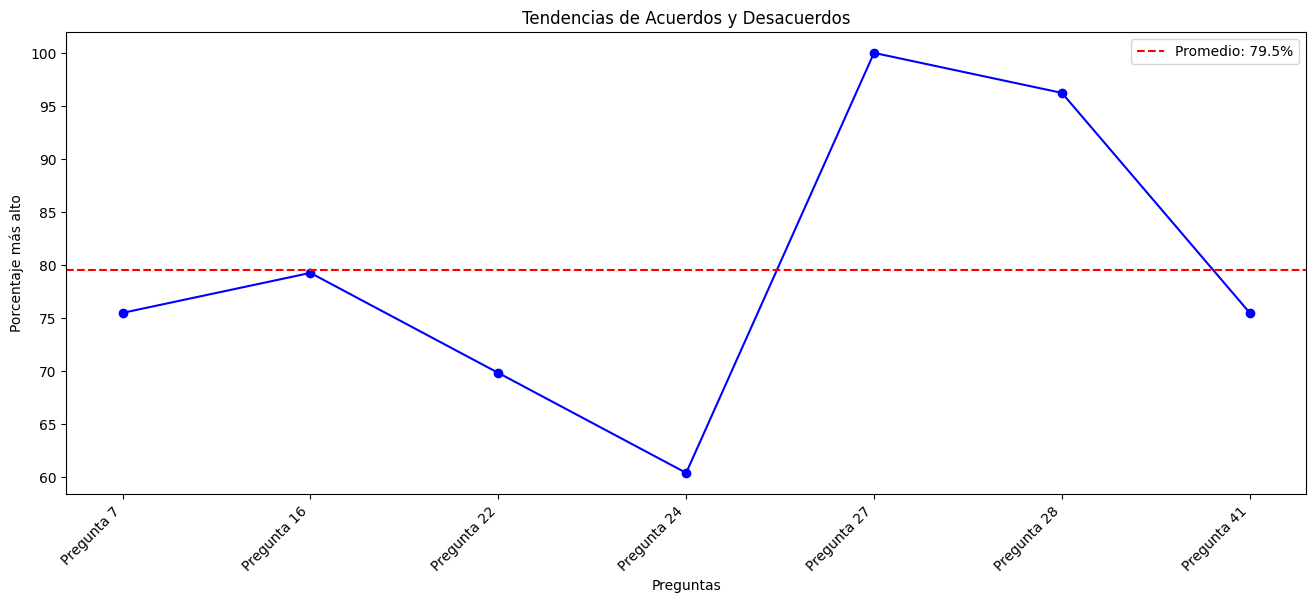 Tendencias de Acuerdos y Desacuerdos
Promedio: 79.5%
Porcentaje más alto
100
95
90
85
80
75
70
65
60
Pregunta 7
Pregunta 16
Pregunta 22
Pregunta 24
Pregunta 27
Pregunta 28
Pregunta 41
Preguntas